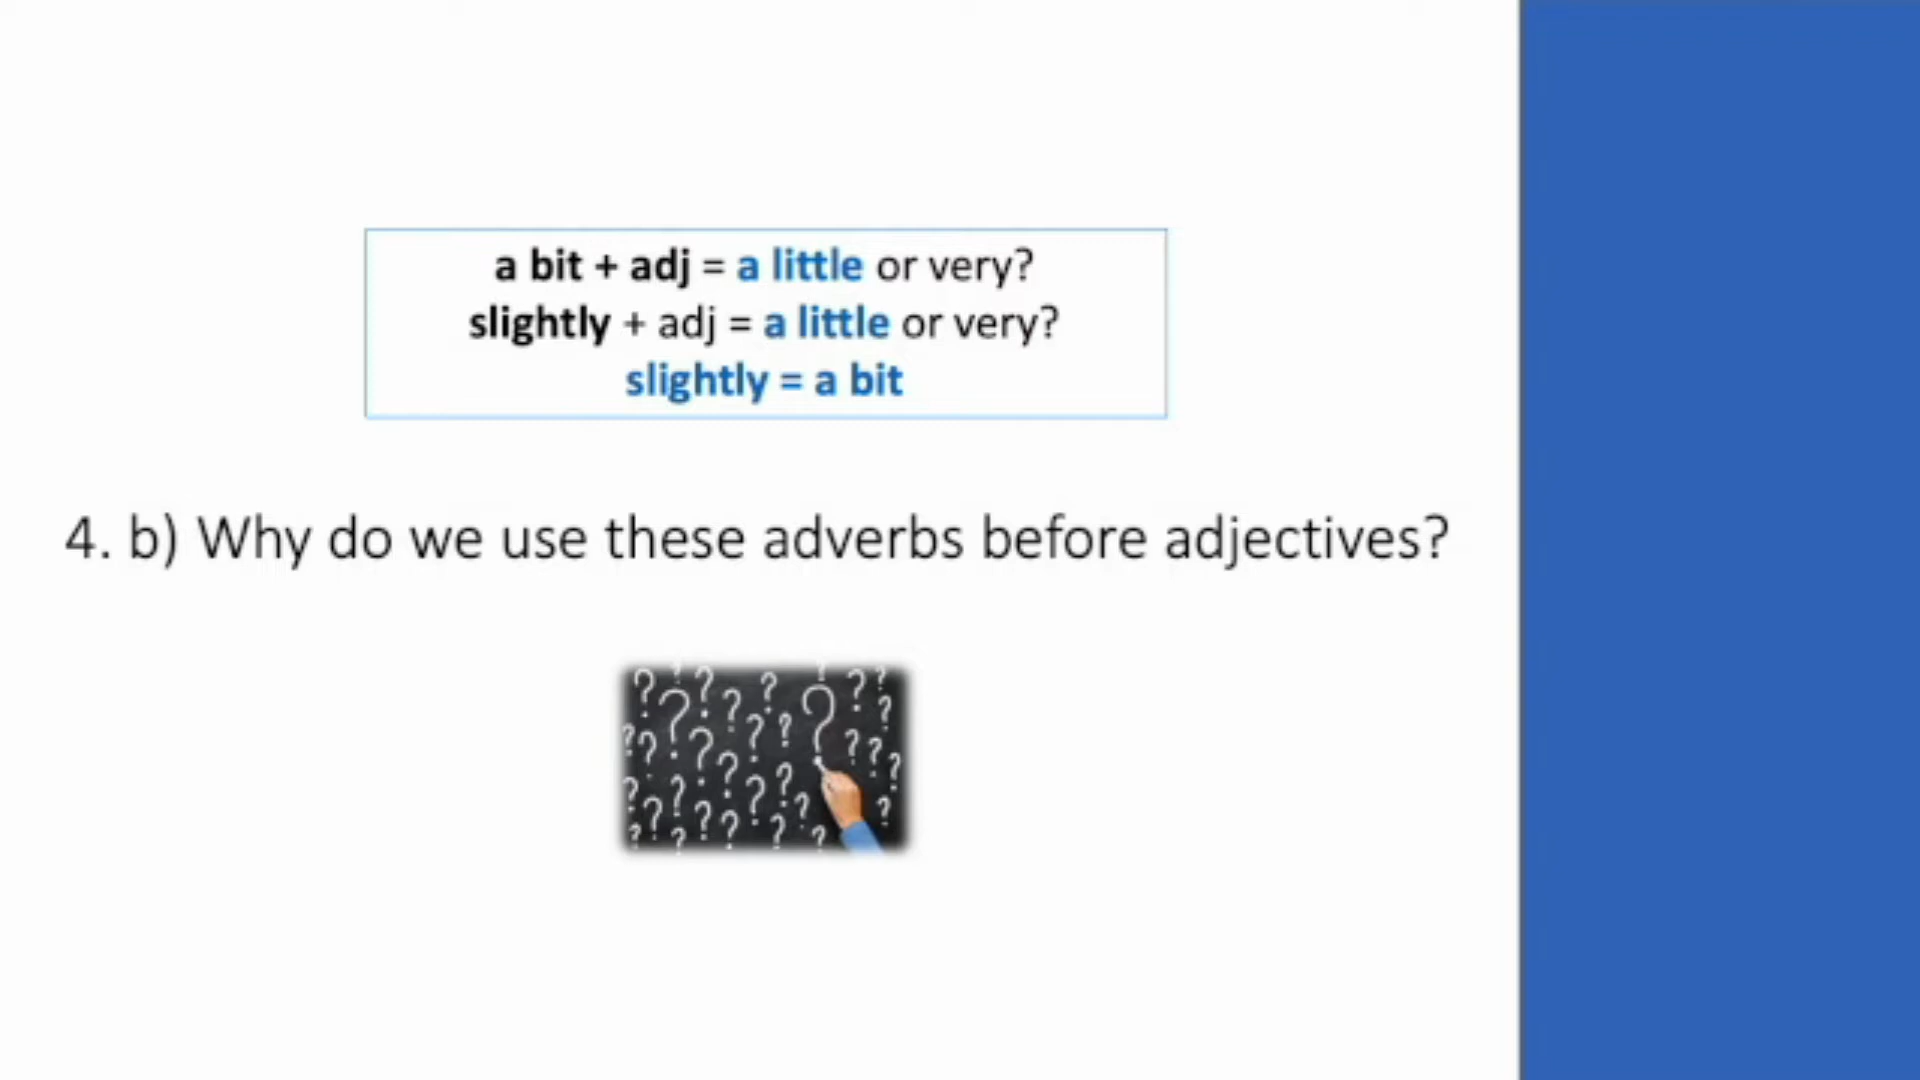 a bit + adj = a little or very?
slightly + adj = a little or very?
slightly = a bit
4. b) Why do we use these adverbs before adjectives?